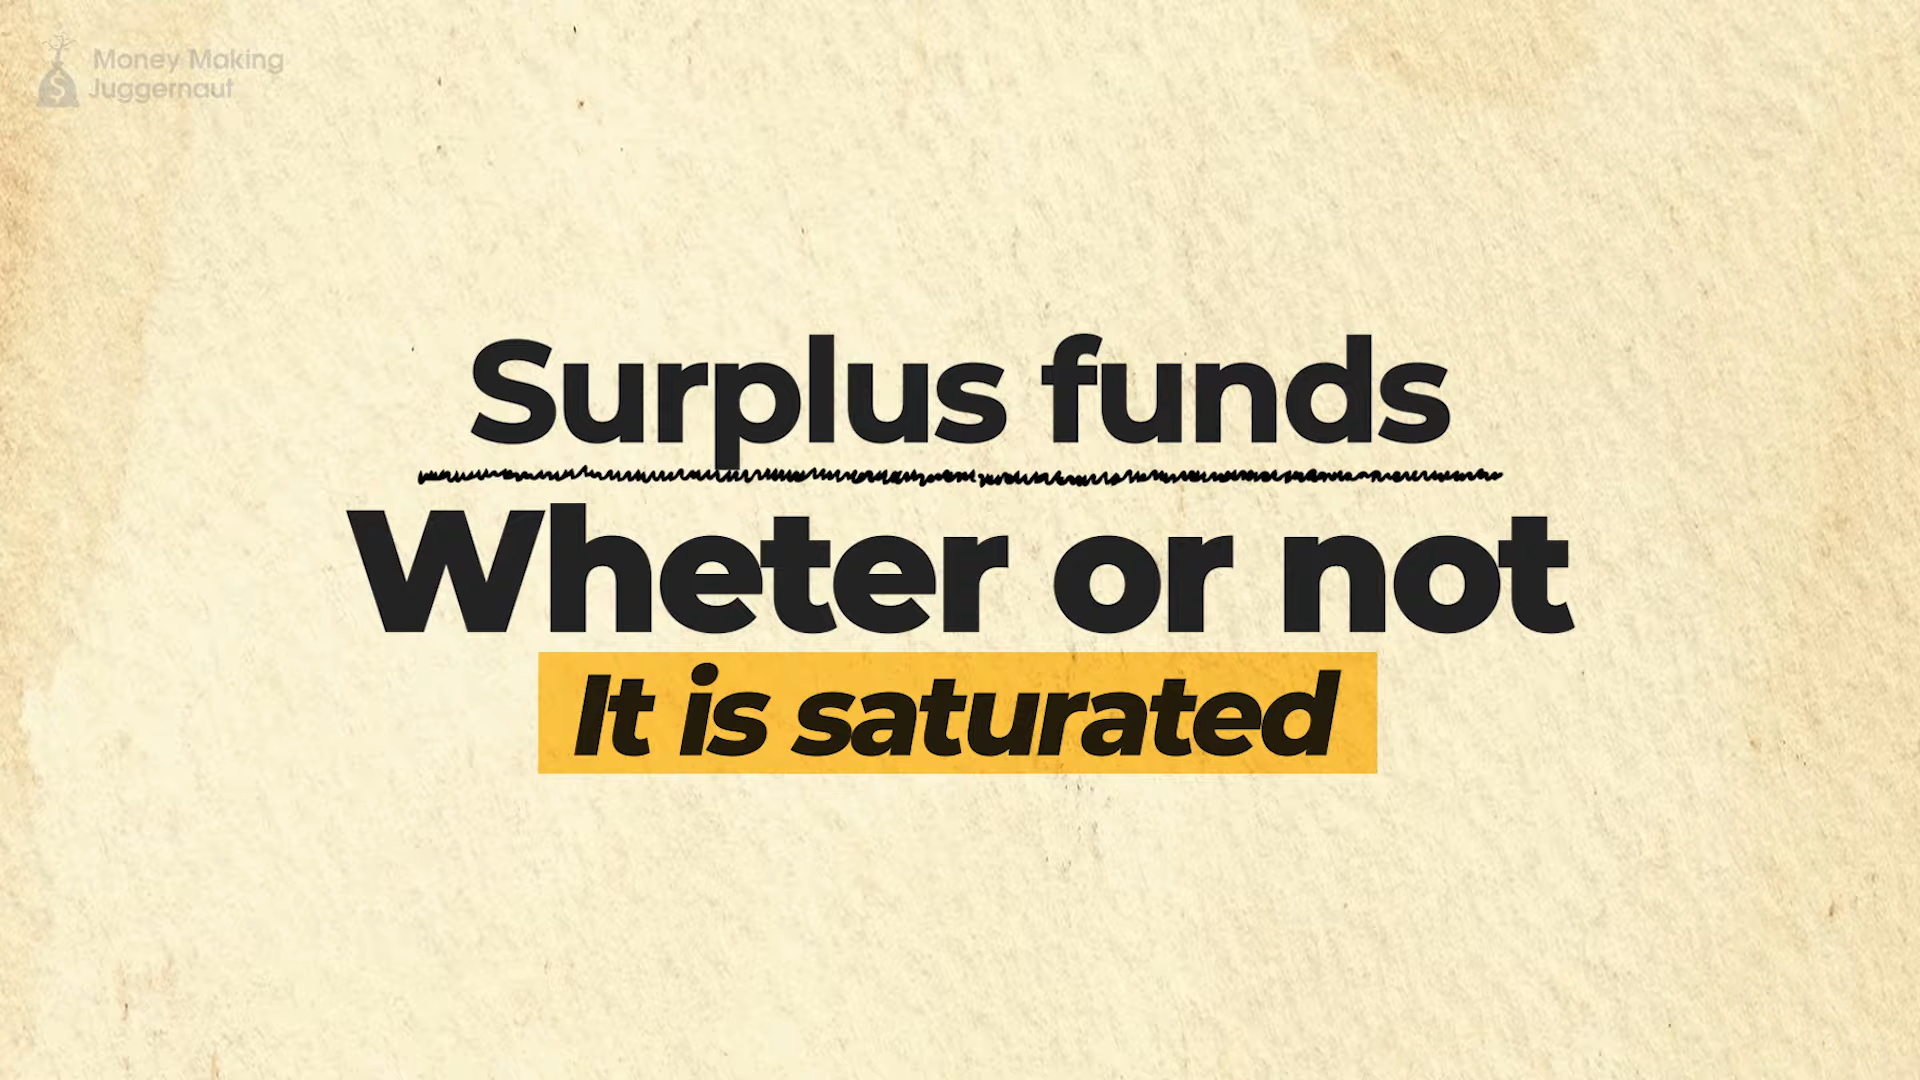 Money Making
Juggernaut
Surplus funds
Wheter or not
It is saturated